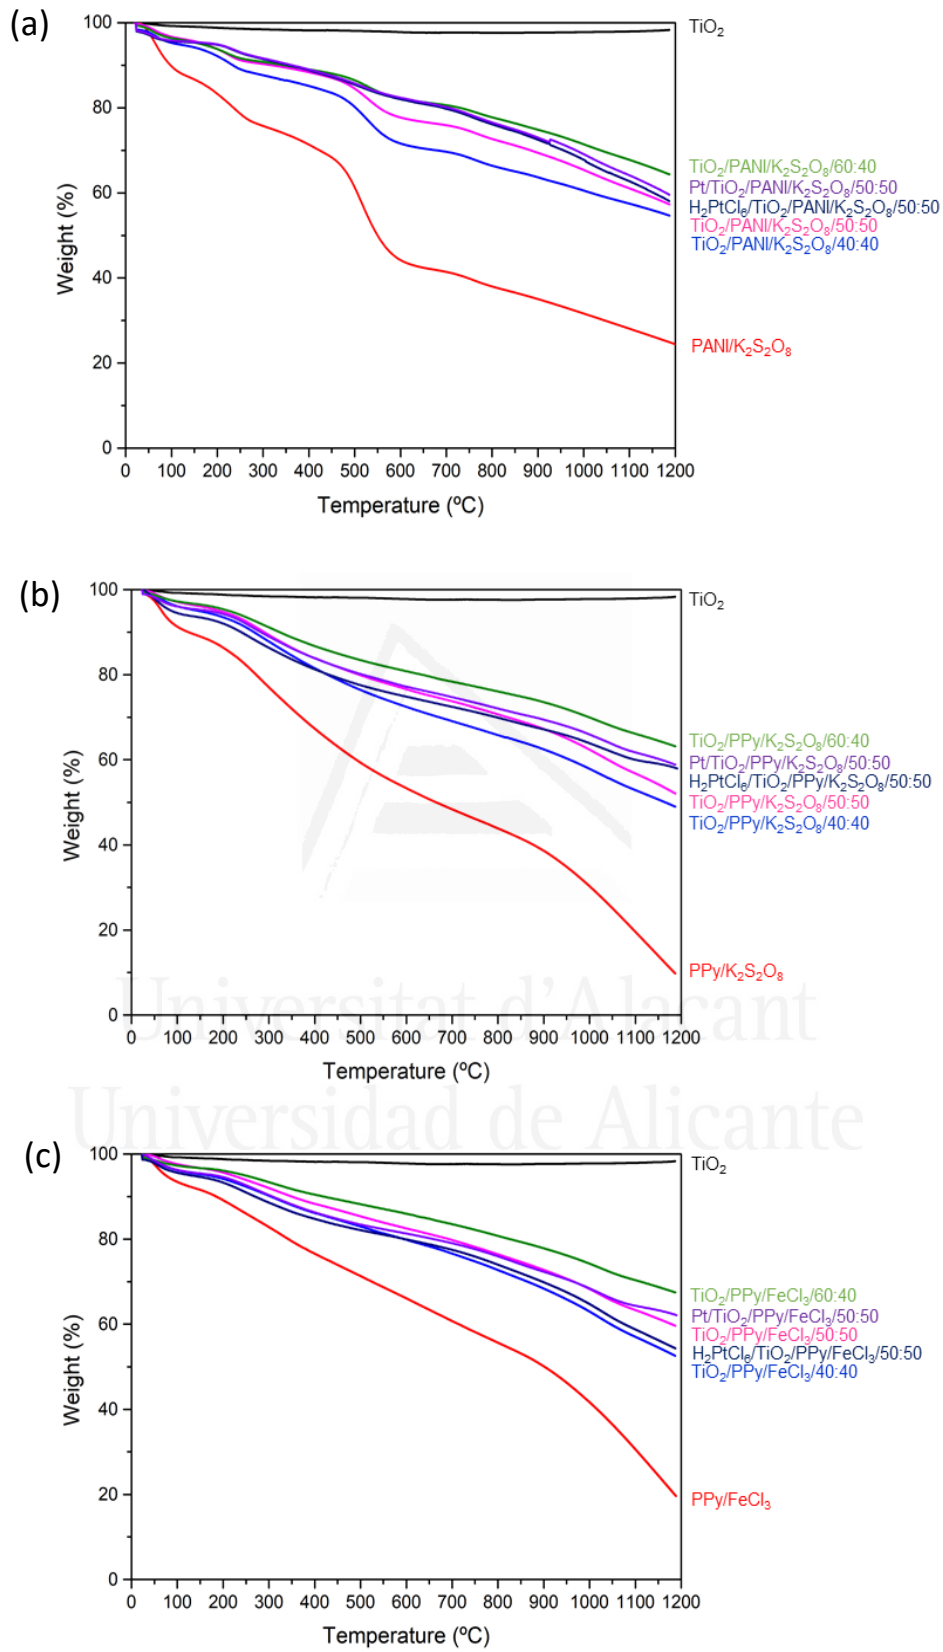 (a)
100
80
60
40
20
0
Weight (%)
0 100 200 300 400 500 600 700 800 900 1000 1100 1200
Temperature (ºC)
TiO₂
TiO₂/PANI/K₂S₂O₈/60:40
Pt/TiO₂/PANI/K₂S₂O₈/50:50
H₂PtCl₆/TiO₂/PANI/K₂S₂O₈/50:50
TiO₂/PANI/K₂S₂O₈/50:50
TiO₂/PANI/K₂S₂O₈/40:40
PANI/K₂S₂O₈
(b)
100
80
60
40
20
0
Weight (%)
0 100 200 300 400 500 600 700 800 900 1000 1100 1200
Temperature (ºC)
TiO₂
TiO₂/PPy/K₂S₂O₈/60:40
Pt/TiO₂/PPy/K₂S₂O₈/50:50
H₂PtCl₆/TiO₂/PPy/K₂S₂O₈/50:50
TiO₂/PPy/K₂S₂O₈/50:50
TiO₂/PPy/K₂S₂O₈/40:40
PPy/K₂S₂O₈
Universitat d'Alacant
Universidad de Alicante
(c)
100
80
60
40
20
0
Weight (%)
0 100 200 300 400 500 600 700 800 900 1000 1100 1200
Temperature (ºC)
TiO₂
TiO₂/PPy/FeCl₃/60:40
Pt/TiO₂/PPy/FeCl₃/50:50
TiO₂/PPy/FeCl₃/50:50
H₂PtCl₆/TiO₂/PPy/FeCl₃/50:50
TiO₂/PPy/FeCl₃/40:40
PPy/FeCl₃